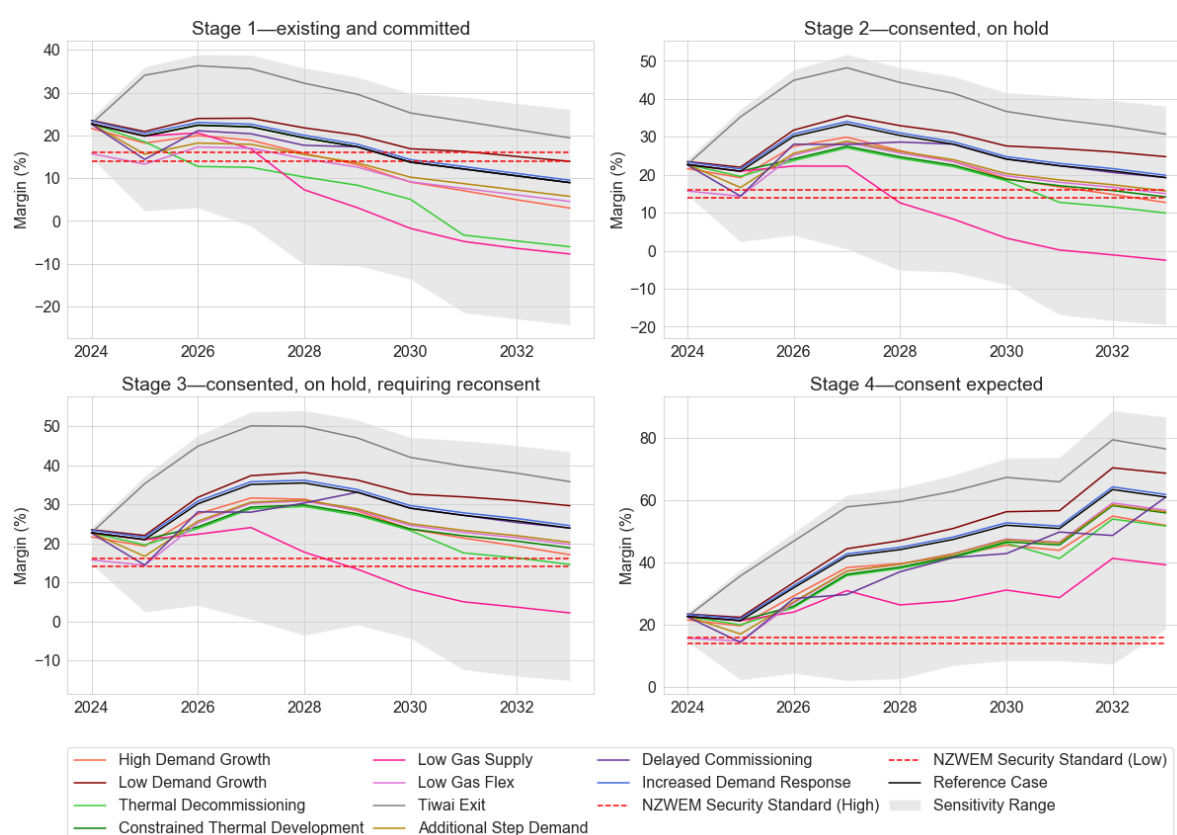 Stage 1—existing and committed
Stage 2—consented, on hold
Margin (%)
40
30
20
10
0
−10
−20
2024
2026
2028
2030
2032
Margin (%)
50
40
30
20
10
0
−10
−20
2024
2026
2028
2030
2032
Stage 3—consented, on hold, requiring reconsent
Stage 4—consent expected
Margin (%)
50
40
30
20
10
0
−10
2024
2026
2028
2030
2032
Margin (%)
80
60
40
20
0
2024
2026
2028
2030
2032
High Demand Growth
Low Demand Growth
Thermal Decommissioning
Constrained Thermal Development
Low Gas Supply
Low Gas Flex
Tiwai Exit
Additional Step Demand
Delayed Commissioning
Increased Demand Response
NZWEM Security Standard (High)
NZWEM Security Standard (Low)
Reference Case
Sensitivity Range